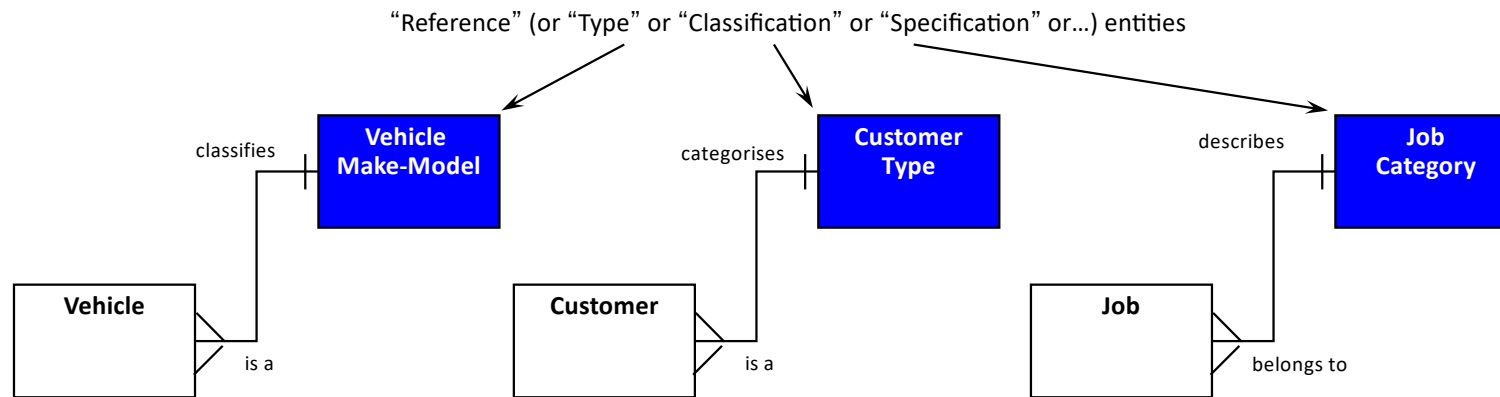 “Reference” (or “Type” or “Classification” or “Specification” or...) entities
Vehicle
Make-Model
classifies
Vehicle
is a
Customer
Type
categorises
Customer
is a
Job
Category
describes
Job
belongs to